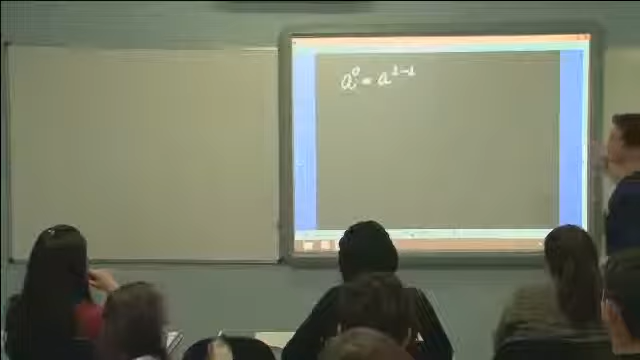 a⁰ = a¹⁻¹